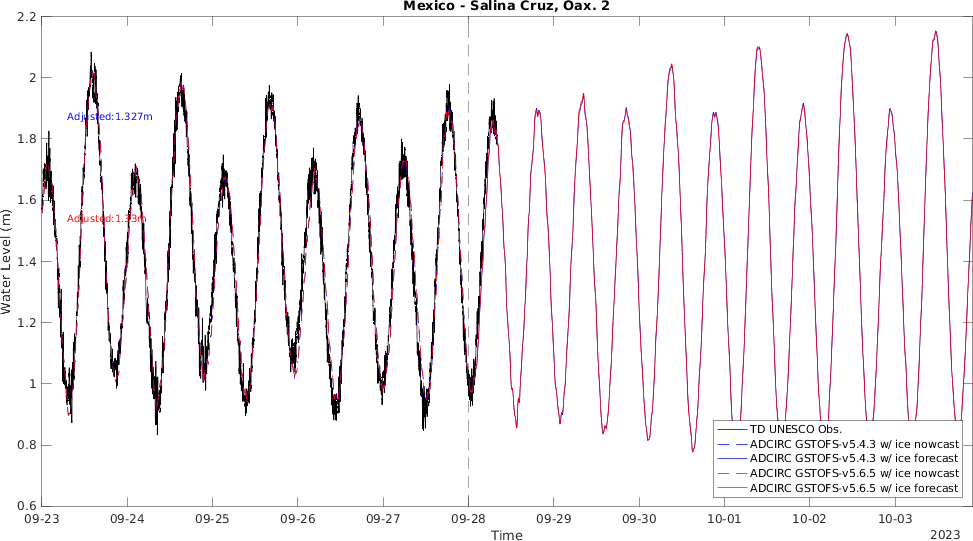 Mexico - Salina Cruz, Oax. 2
2.2
2
1.8
1.6
1.4
1.2
1
0.8
0.6
Water Level (m)
Adjusted:1.327m
Adjusted:1.33m
TD UNESCO Obs.
ADCIRC GSTOFS-v5.4.3 w/ ice nowcast
ADCIRC GSTOFS-v5.4.3 w/ ice forecast
ADCIRC GSTOFS-v5.6.5 w/ ice nowcast
ADCIRC GSTOFS-v5.6.5 w/ ice forecast
09-23 09-24 09-25 09-26 09-27 09-28 09-29 09-30 10-01 10-02 10-03
Time
2023